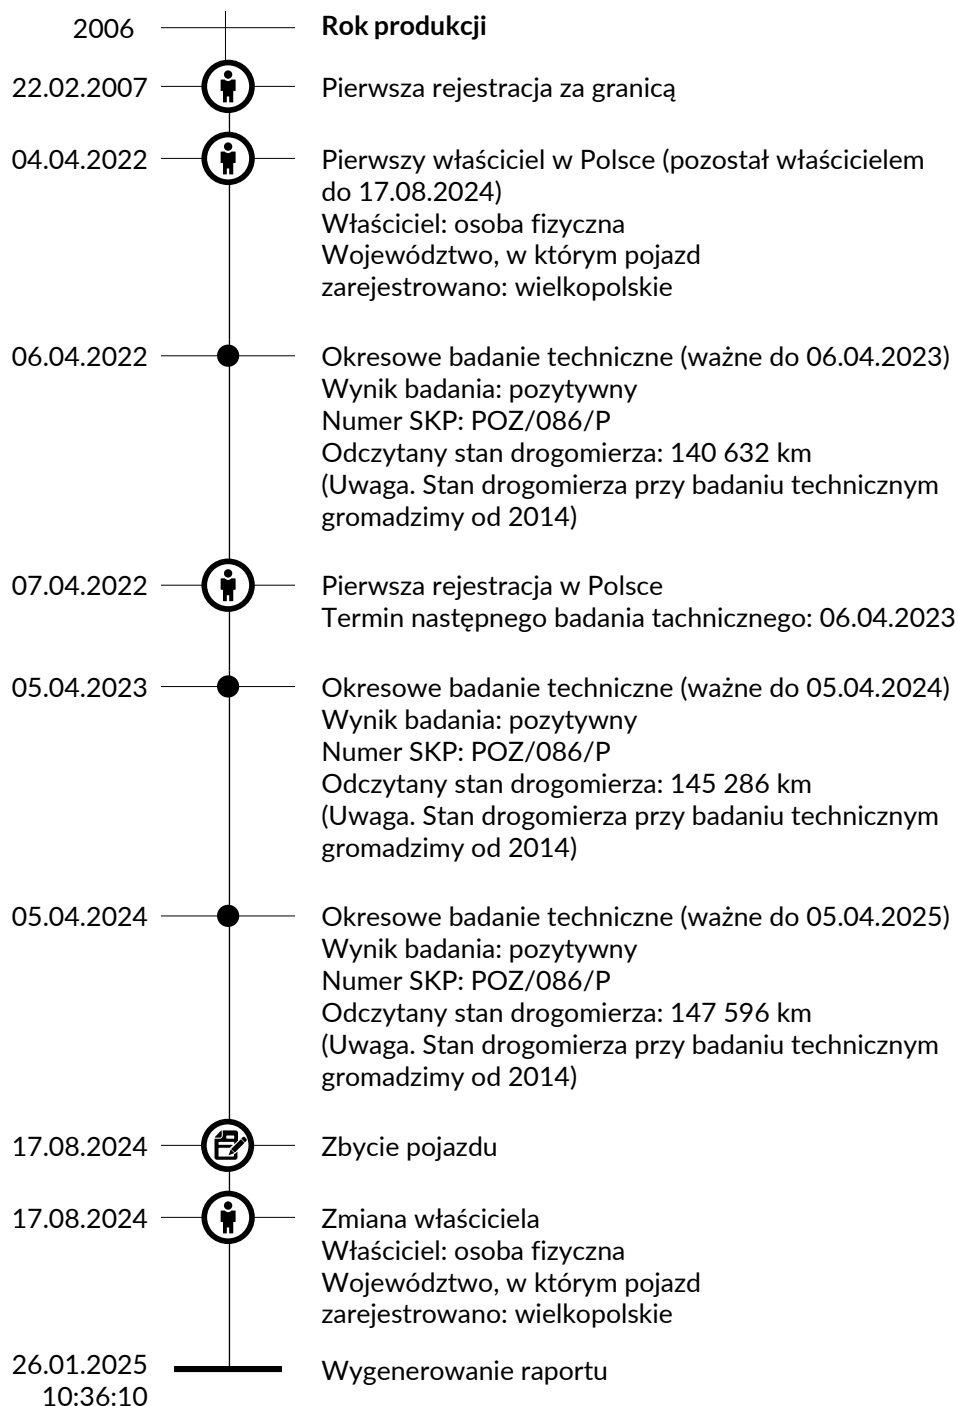 2006 Rok produkcji
22.02.2007 Pierwsza rejestracja za granicą
04.04.2022 Pierwszy właściciel w Polsce (pozostał właścicielem
do 17.08.2024)
Właściciel: osoba fizyczna
Województwo, w którym pojazd
zarejestrowano: wielkopolskie
06.04.2022 Okresowe badanie techniczne (ważne do 06.04.2023)
Wynik badania: pozytywny
Numer SKP: POZ/086/P
Odczytany stan drogomierza: 140 632 km
(Uwaga. Stan drogomierza przy badaniu technicznym
gromadzimy od 2014)
07.04.2022 Pierwsza rejestracja w Polsce
Termin następnego badania tachnicznego: 06.04.2023
05.04.2023 Okresowe badanie techniczne (ważne do 05.04.2024)
Wynik badania: pozytywny
Numer SKP: POZ/086/P
Odczytany stan drogomierza: 145 286 km
(Uwaga. Stan drogomierza przy badaniu technicznym
gromadzimy od 2014)
05.04.2024 Okresowe badanie techniczne (ważne do 05.04.2025)
Wynik badania: pozytywny
Numer SKP: POZ/086/P
Odczytany stan drogomierza: 147 596 km
(Uwaga. Stan drogomierza przy badaniu technicznym
gromadzimy od 2014)
17.08.2024 Zbycie pojazdu
17.08.2024 Zmiana właściciela
Właściciel: osoba fizyczna
Województwo, w którym pojazd
zarejestrowano: wielkopolskie
26.01.2025 Wygenerowanie raportu
10:36:10